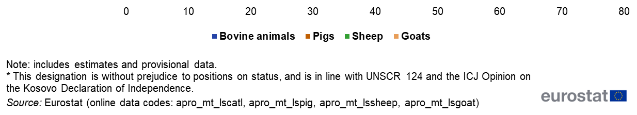 0 10 20 30 40 50 60 70 80
Bovine animals Pigs Sheep Goats
Note: includes estimates and provisional data.
* This designation is without prejudice to positions on status, and is in line with UNSCR 124 and the ICJ Opinion on
the Kosovo Declaration of Independence.
Source: Eurostat (online data codes: apro_mt_lscatl, apro_mt_lspig, apro_mt_lssheep, apro_mt_lsgoat)
eurostat